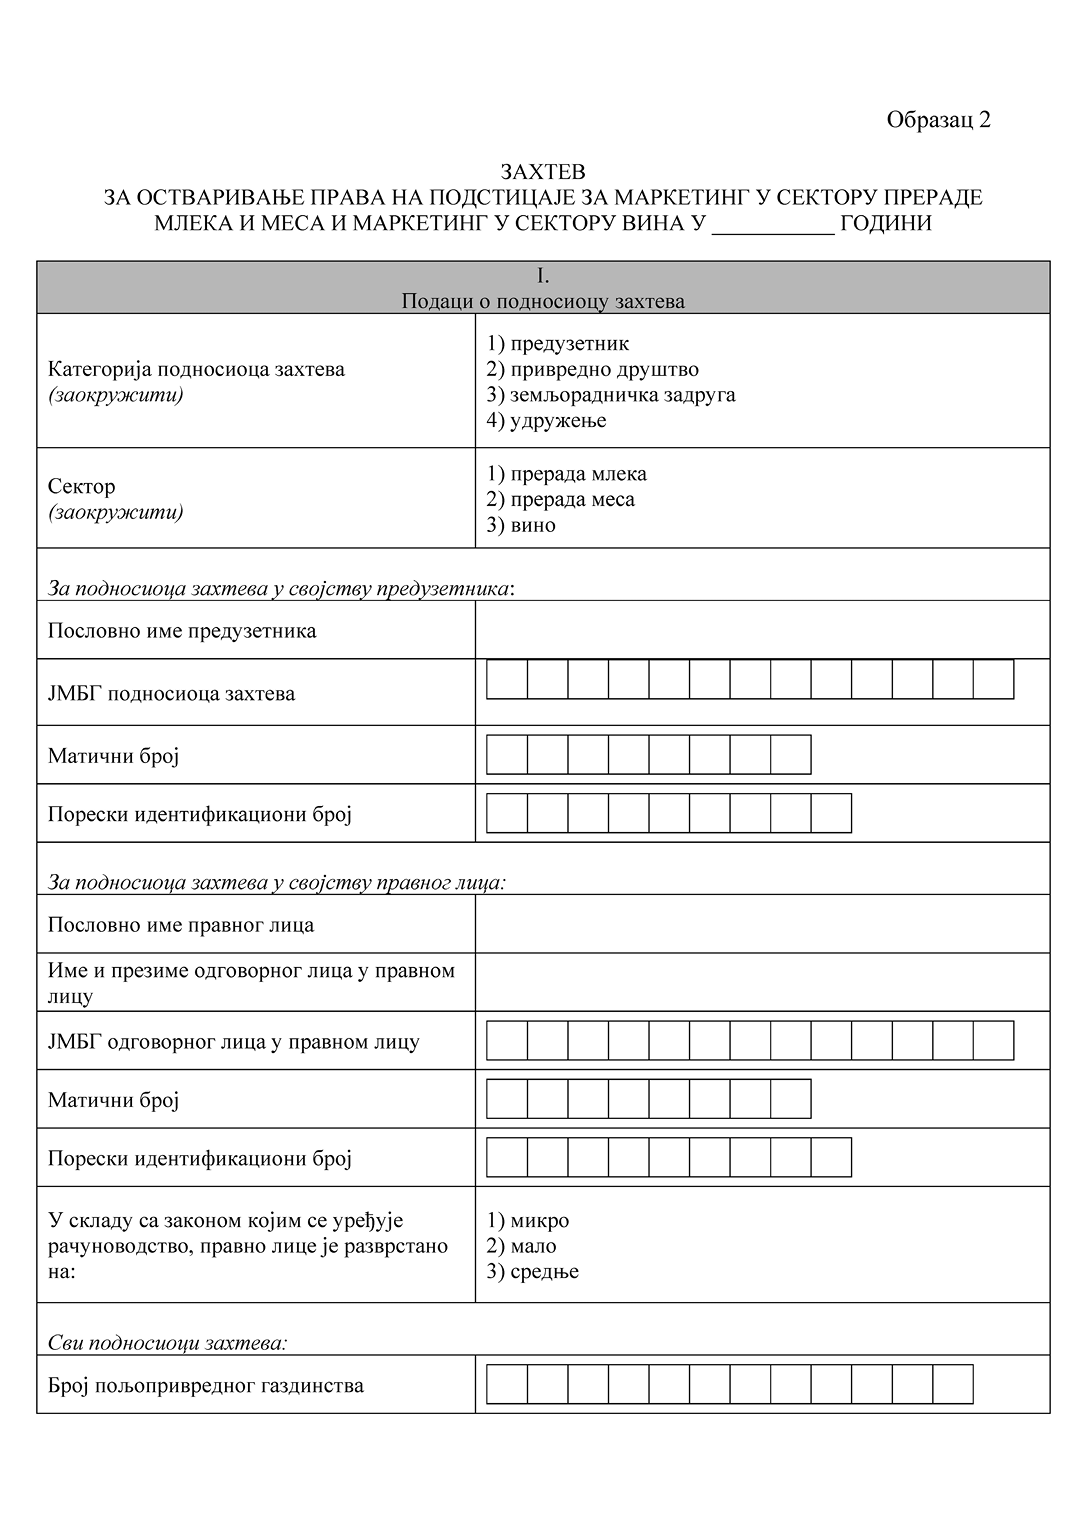 Образац 2
ЗАХТЕВ
ЗА ОСТВАРИВАЊЕ ПРАВА НА ПОДСТИЦАЈЕ ЗА МАРКЕТИНГ У СЕКТОРУ ПРЕРАДЕ
МЛЕКА И МЕСА И МАРКЕТИНГ У СЕКТОРУ ВИНА У ___________ ГОДИНИ
I.
Подаци о подносиоцу захтева
Категорија подносиоца захтева
(заокружити)
1) предузетник
2) привредно друштво
3) земљорадничка задруга
4) удружење
Сектор
(заокружити)
1) прерада млека
2) прерада меса
3) вино
За подносиоца захтева у својству предузетника:
Пословно име предузетника
ЈМБГ подносиоца захтева
Матични број
Порески идентификациони број
За подносиоца захтева у својству правног лица:
Пословно име правног лица
Име и презиме одговорног лица у правном
лицу
ЈМБГ одговорног лица у правном лицу
Матични број
Порески идентификациони број
У складу са законом којим се уређује
рачуноводство, правно лице је разврстано
на:
1) микро
2) мало
3) средње
Сви подносиоци захтева:
Број пољопривредног газдинства